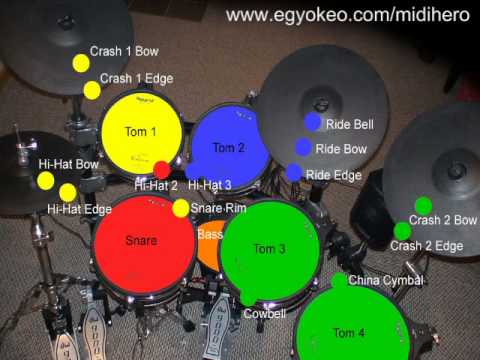 www.egyokeo.com/midihero
Crash 1 Bow
Crash 1 Edge
Tom 1
Tom 2
Ride Bell
Ride Bow
Ride Edge
Hi-Hat Bow
Hi-Hat Edge
Hi-Hat 2
Hi-Hat 3
Snare-Rim
Snare
Bass
Tom 3
Crash 2 Bow
Crash 2 Edge
China Cymbal
Cowbell
Tom 4
9000
9000